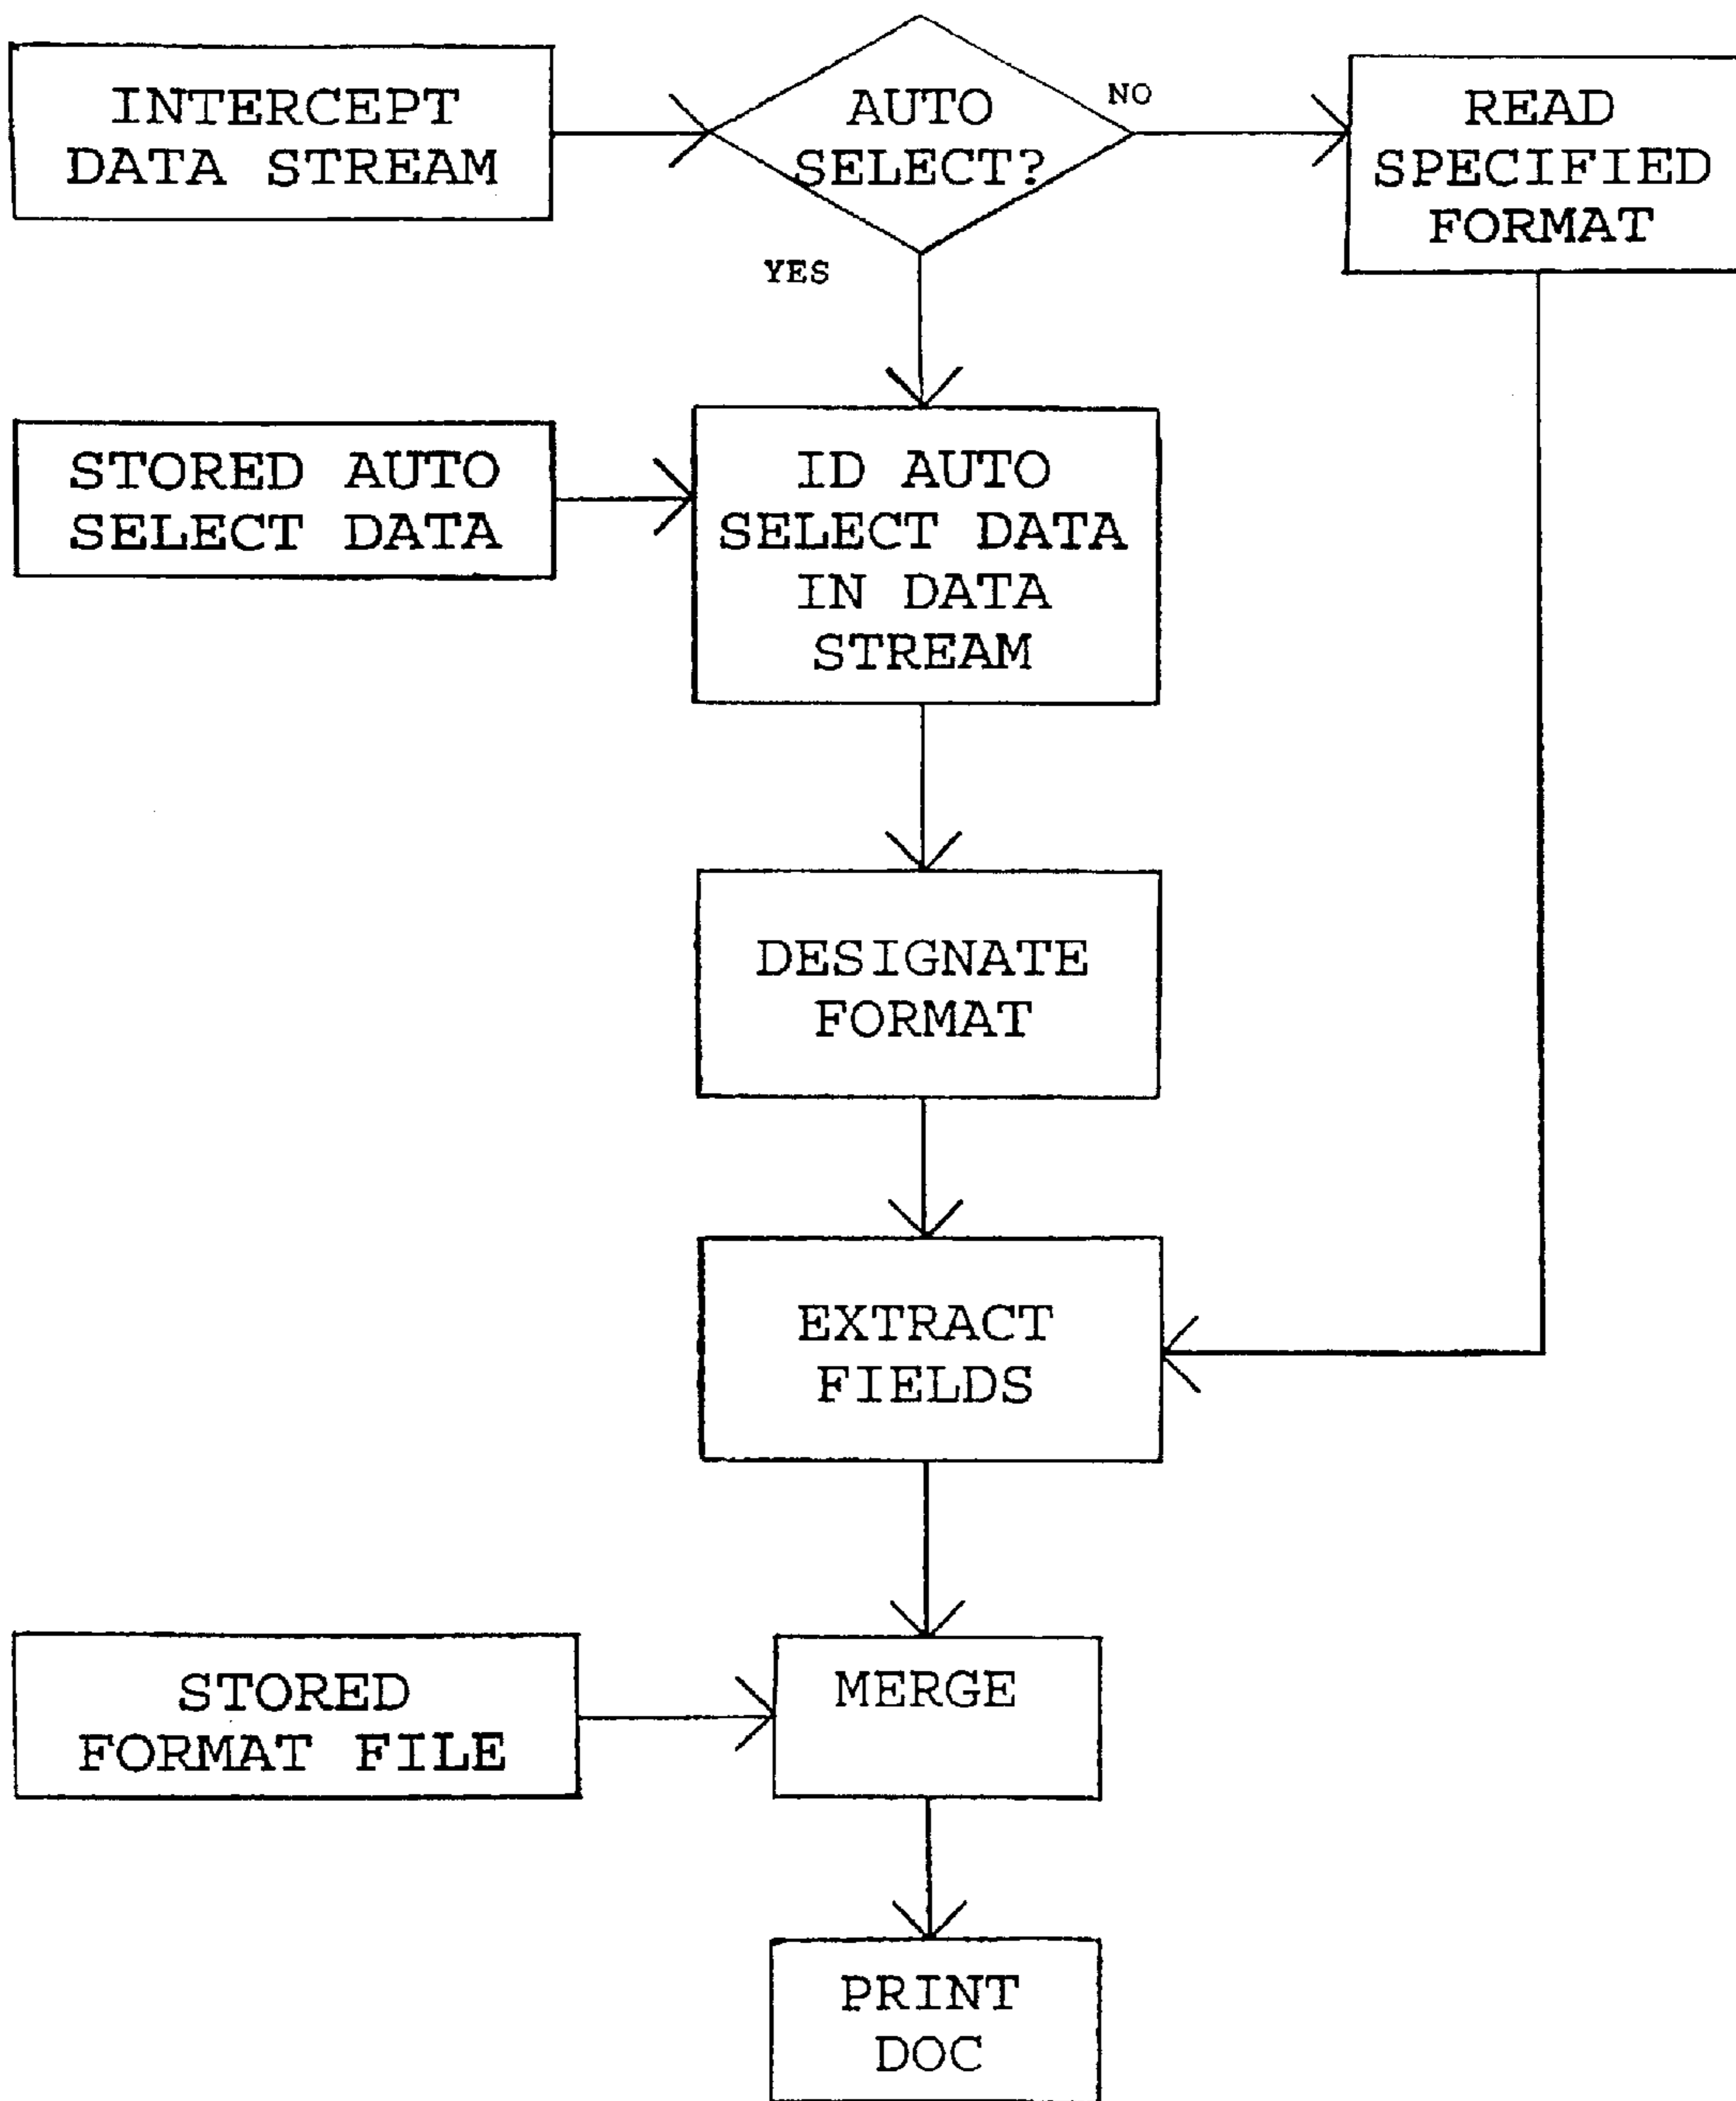 INTERCEPT
DATA STREAM
AUTO
SELECT?
NO
READ
SPECIFIED
FORMAT
YES
STORED AUTO
SELECT DATA
ID AUTO
SELECT DATA
IN DATA
STREAM
DESIGNATE
FORMAT
EXTRACT
FIELDS
STORED
FORMAT FILE
MERGE
PRINT
DOC